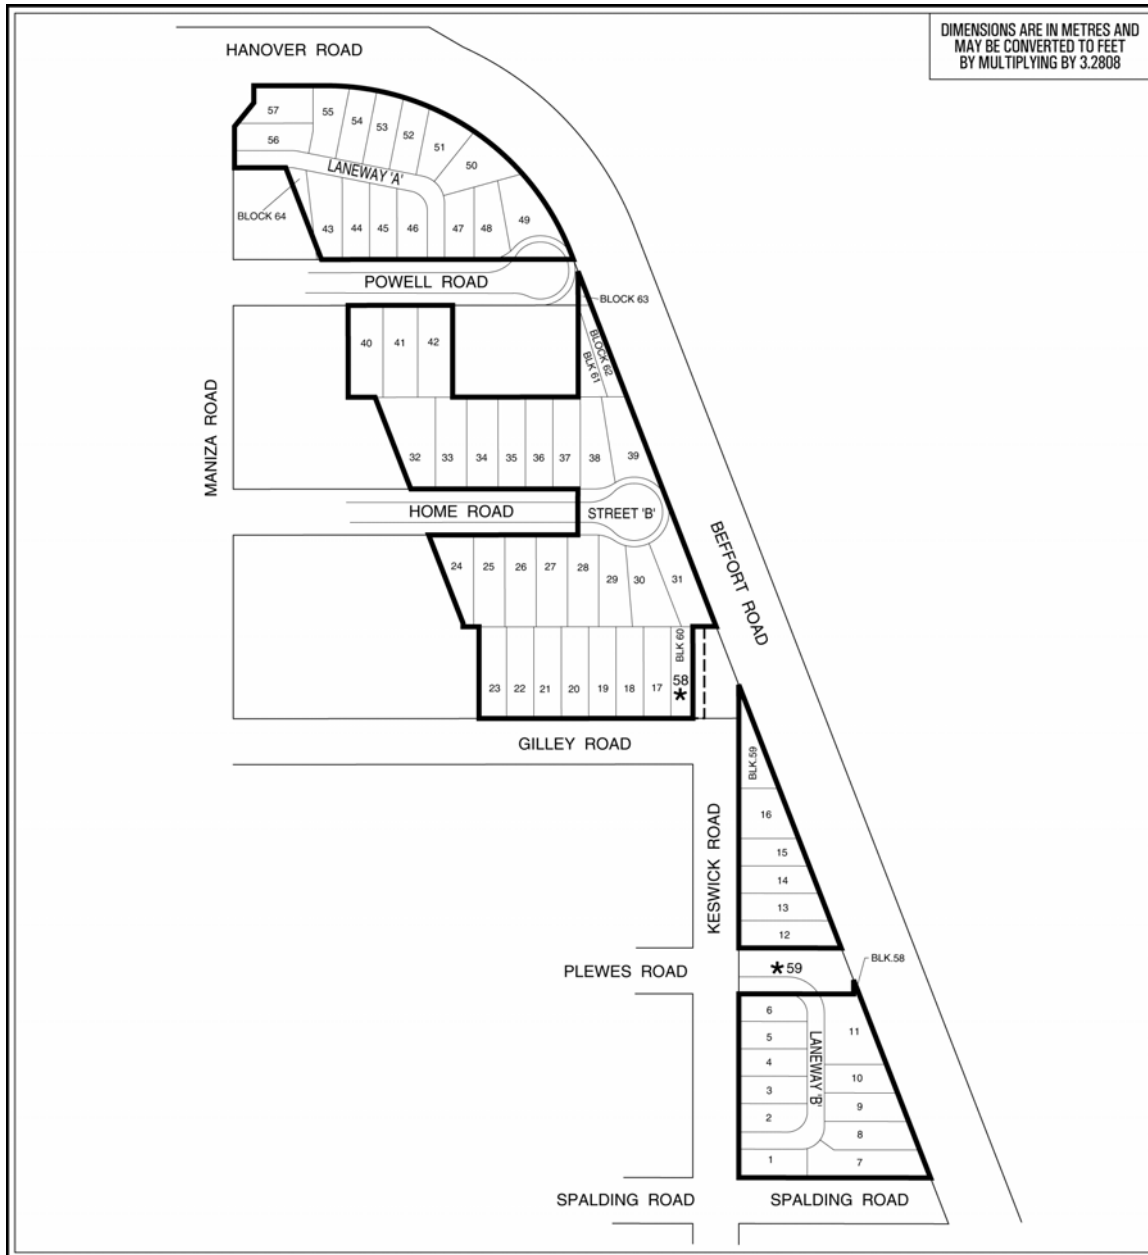 DIMENSIONS ARE IN METRES AND
MAY BE CONVERTED TO FEET
BY MULTIPLYING BY 3.2808
HANOVER ROAD
57
55
54
53
52
51
50
56
LANEWAY 'A'
BLOCK 64
43
44
45
46
47
48
49
POWELL ROAD
BLOCK 63
BLOCK 62
BLK 61
40
41
42
MANIZA ROAD
32
33
34
35
36
37
38
39
HOME ROAD
STREET 'B'
BEFFORT ROAD
24
25
26
27
28
29
30
31
BLK 60
58
*
23
22
21
20
19
18
17
GILLEY ROAD
BLK.59
KESWICK ROAD
16
15
14
13
12
PLEWES ROAD
* 59
BLK.58
6
5
4
3
2
1
LANEWAY 'B'
11
10
9
8
7
SPALDING ROAD
SPALDING ROAD